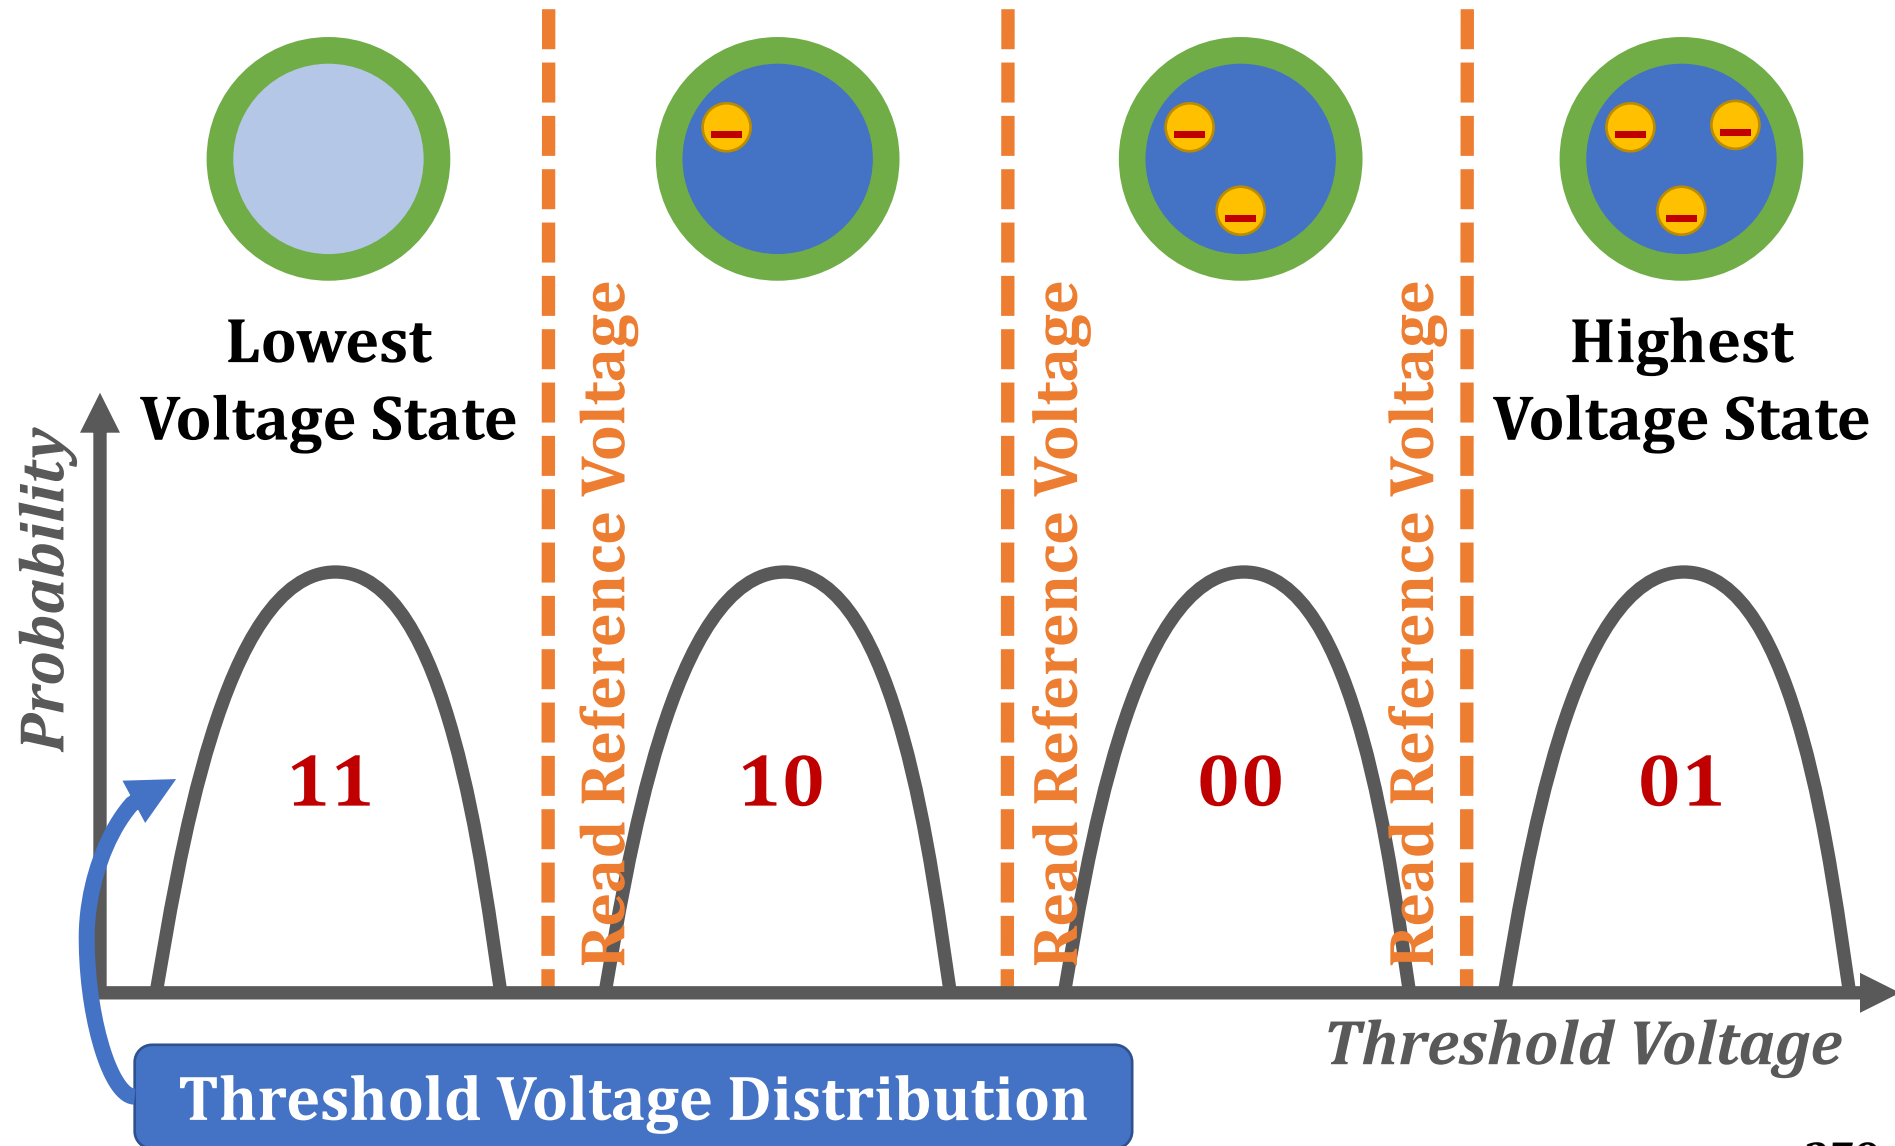 Lowest
Voltage State
Highest
Voltage State
Read Reference Voltage
Read Reference Voltage
Read Reference Voltage
Probability
11
10
00
01
Threshold Voltage
Threshold Voltage Distribution